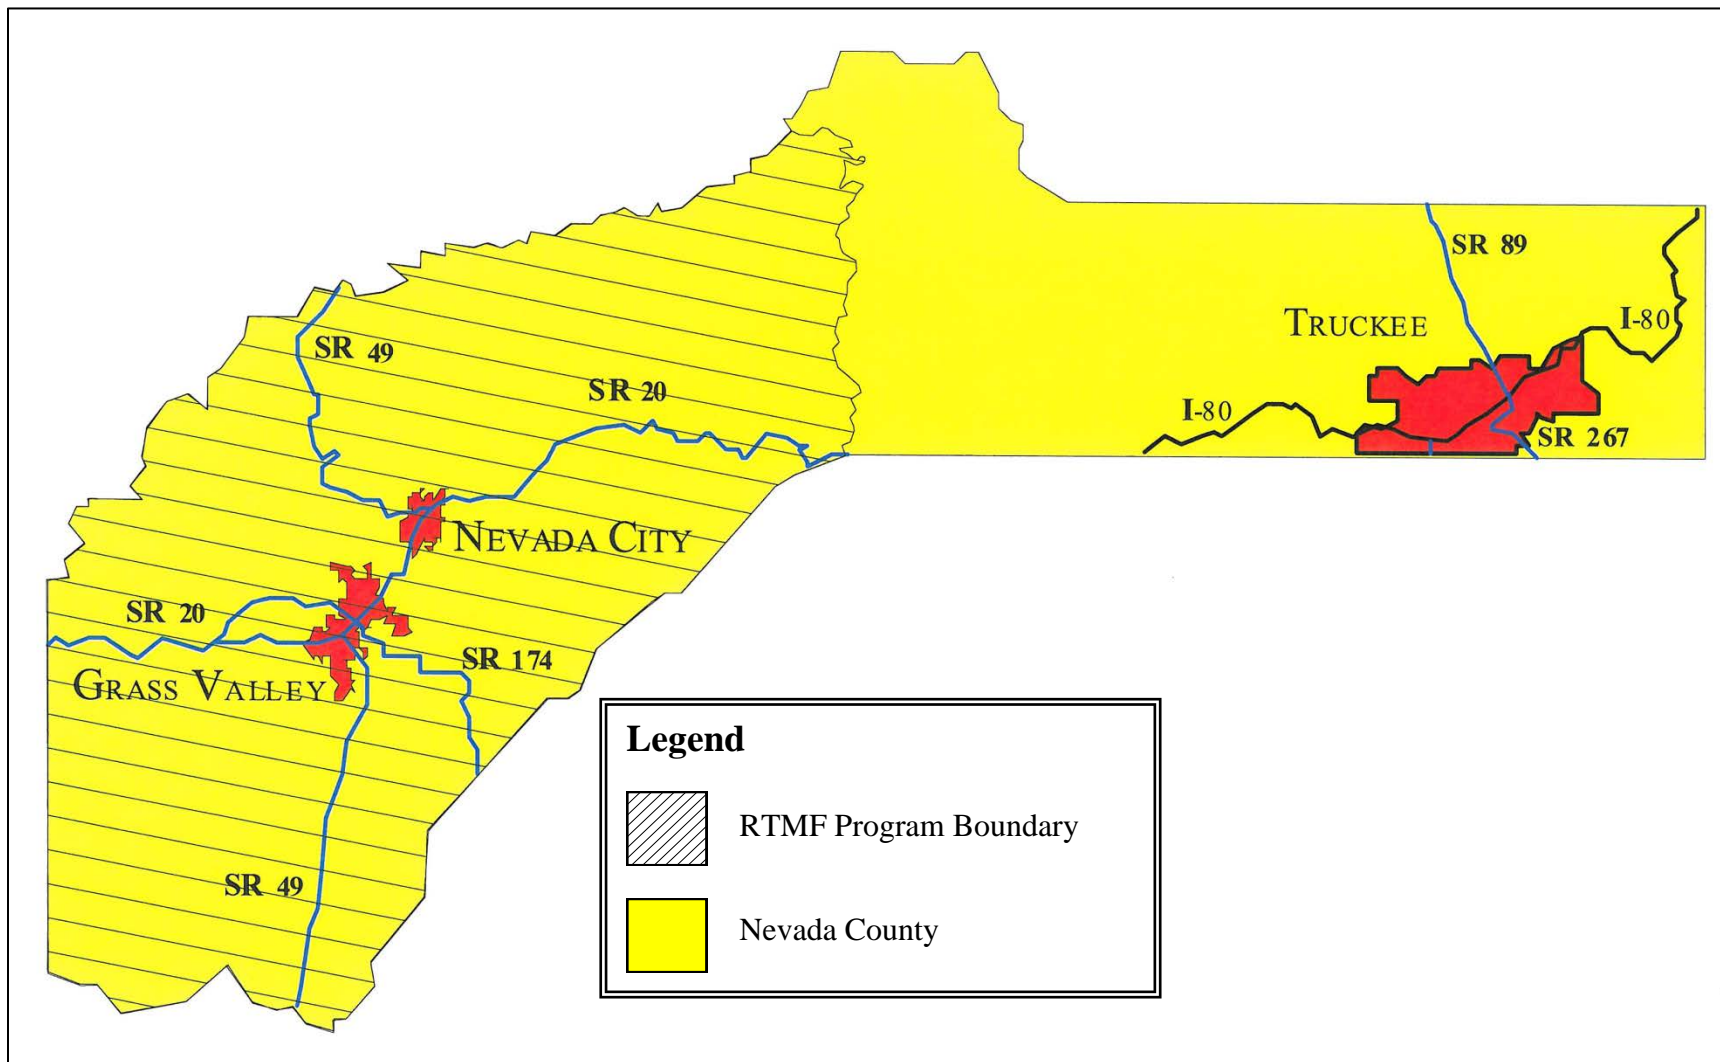 SR 89
TRUCKEE
I-80
SR 49
SR 20
I-80
SR 267
NEVADA CITY
SR 20
SR 174
GRASS VALLEY
Legend
RTMF Program Boundary
SR 49
Nevada County